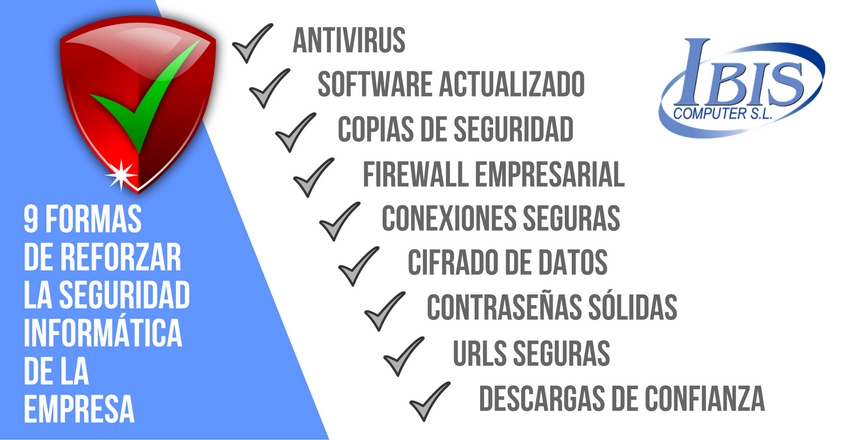 ANTIVIRUS
SOFTWARE ACTUALIZADO
COPIAS DE SEGURIDAD
FIREWALL EMPRESARIAL
CONEXIONES SEGURAS
CIFRADO DE DATOS
CONTRASEÑAS SÓLIDAS
URLS SEGURAS
DESCARGAS DE CONFIANZA
9 FORMAS
DE REFORZAR
LA SEGURIDAD
INFORMÁTICA
DE LA
EMPRESA
IBIS
COMPUTER S.L.